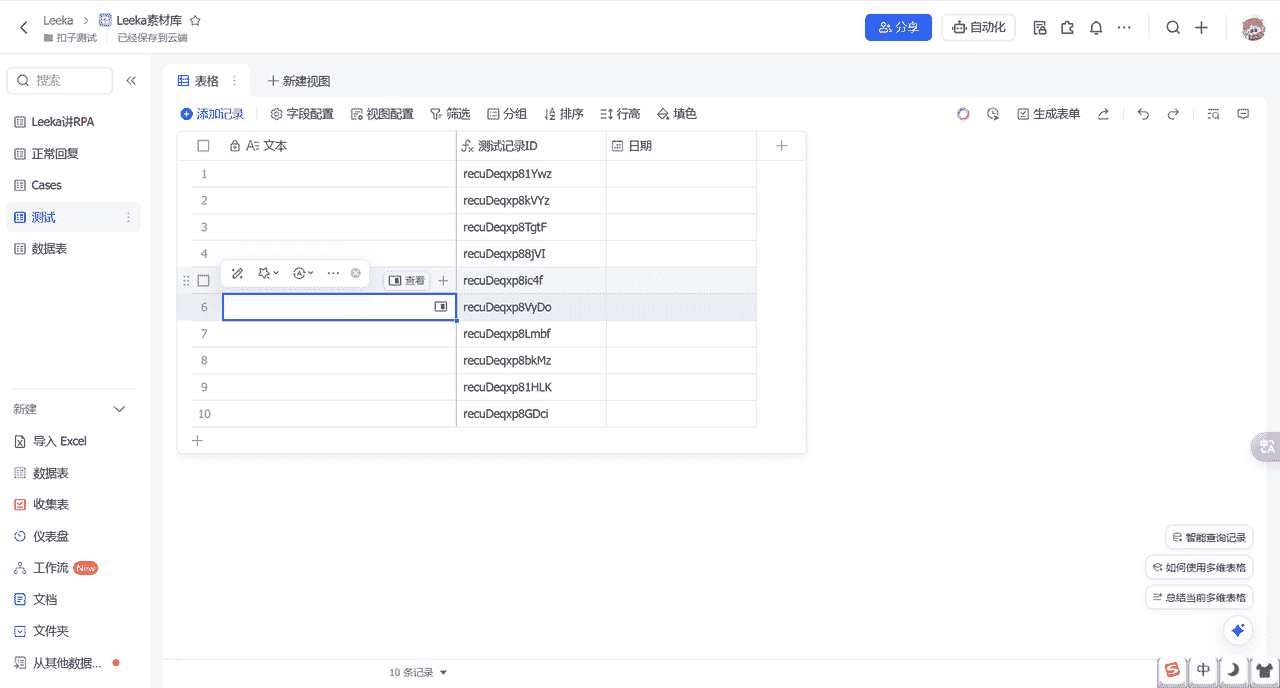 Leeka
Leeka素材库
扣子测试
已经保存到云端
分享
自动化
搜索
Leeka讲RPA
正常回复
Cases
测试
数据表
新建
导入 Excel
数据表
收集表
仪表盘
工作流 New
文档
文件夹
从其他数据...
表格
新建视图
添加记录 字段配置 视图配置 筛选 分组 排序 行高 填色 生成表单
文本 测试记录ID 日期
1 recuDeqxp81Ywz
2 recuDeqxp8kVYz
3 recuDeqxp8TgtF
4 recuDeqxp88jVI
查看 recuDeqxp8ic4f
6 recuDeqxp8VyDo
7 recuDeqxp8Lmbf
8 recuDeqxp8bkMz
9 recuDeqxp81HLK
10 recuDeqxp8GDci
智能查询记录
如何使用多维表格
总结当前多维表格
10 条记录
中